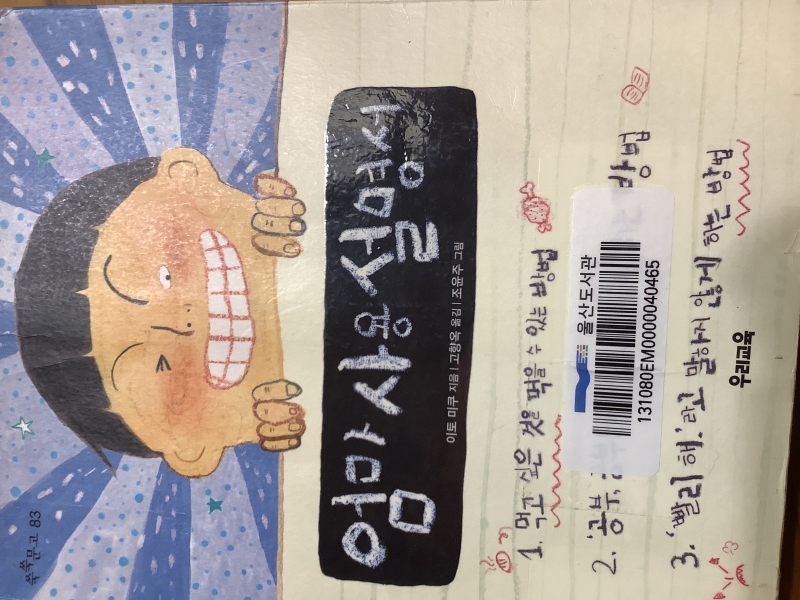 쑥쑥문고 83
엄마 사용 설명서
이토 미쿠 지음 | 고향옥 옮김 | 조윤주 그림
1. 먹고 싶은 것을 먹을 수 있는 방법
2. '공부, 방법
울산도서관
131080EM0000040465
3. '빨리 해.'라고 말하지 않게 하는 방법
우리교육